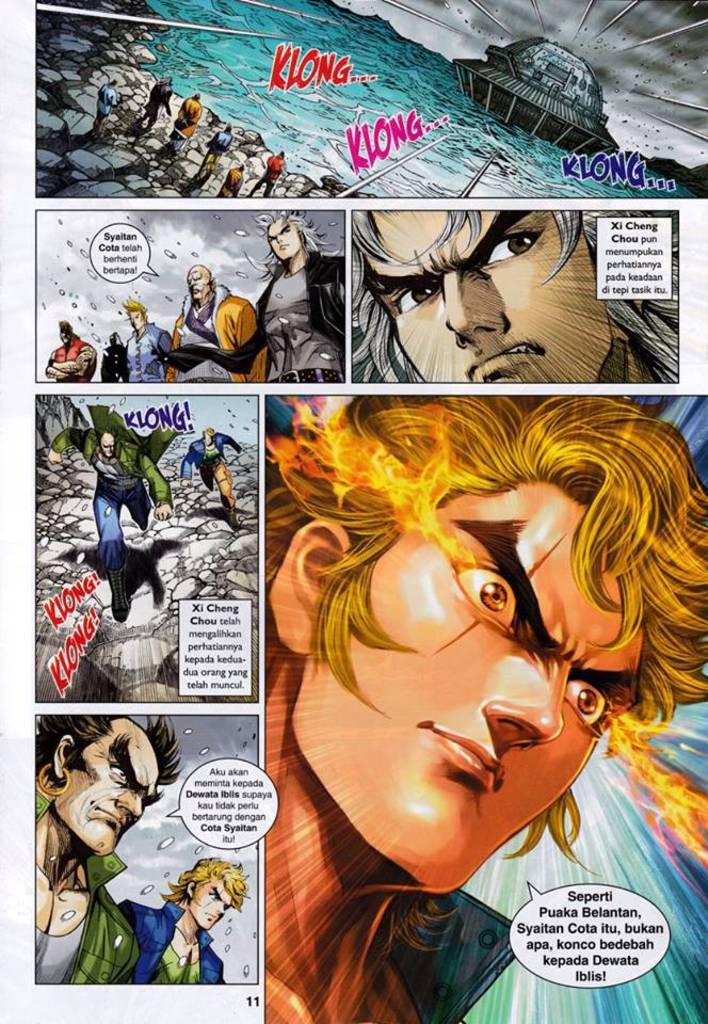 KLONG...
KLONG...
KLONG...
Syaitan
Cota telah
berhenti
bertapa!
Xi Cheng
Chou pun
menumpukan
perhatiannya
pada keadaan
di tepi tasik itu.
KLONG!
KLONG!
KLONG!
Xi Cheng
Chou telah
mengalihkan
perhatiannya
kepada kedua-
dua orang yang
telah muncul.
Aku akan
meminta kepada
Dewata Iblis supaya
kau tidak perlu
bertarung dengan
Cota Syaitan
itu!
Seperti
Puaka Belantan,
Syaitan Cota itu, bukan
apa, konco bedebah
kepada Dewata
Iblis!
11